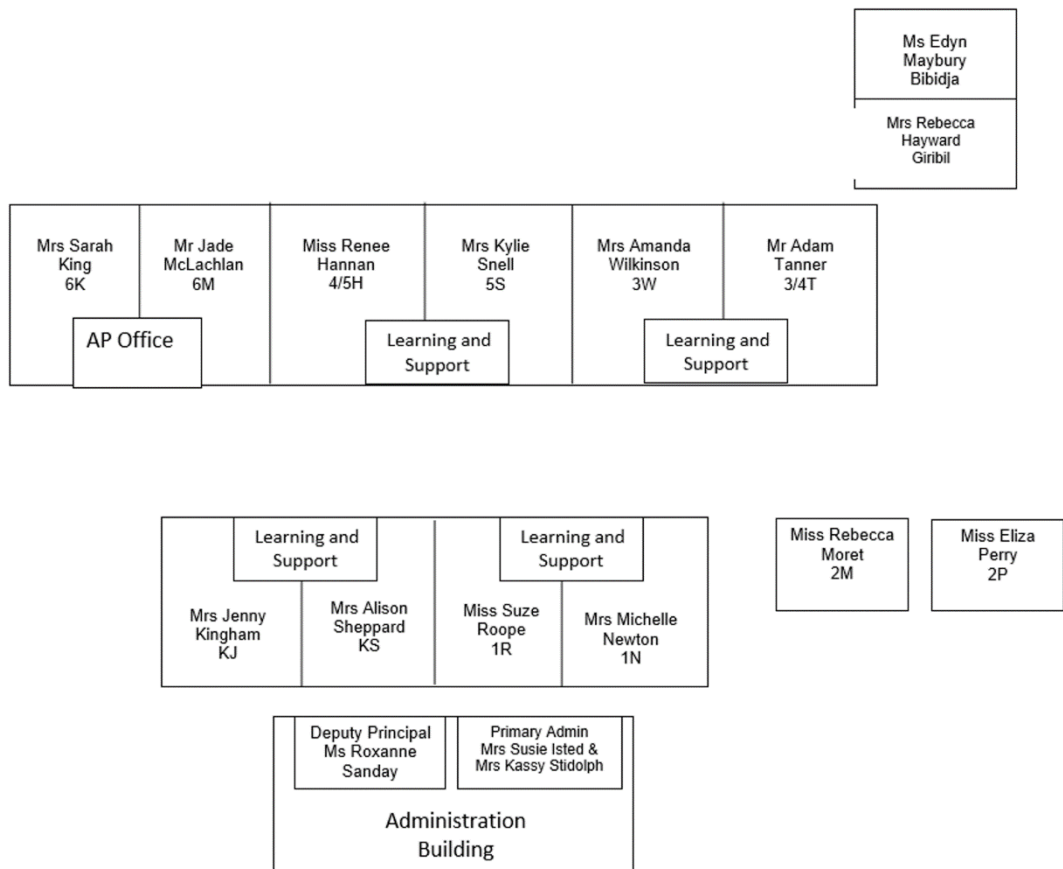 Ms Edyn
Maybury
Bibidja
Mrs Rebecca
Hayward
Giribil
Mrs Sarah
King
6K
Mr Jade
McLachlan
6M
Miss Renee
Hannan
4/5H
Mrs Kylie
Snell
5S
Mrs Amanda
Wilkinson
3W
Mr Adam
Tanner
3/4T
AP Office
Learning and
Support
Learning and
Support
Learning and
Support
Learning and
Support
Mrs Jenny
Kingham
KJ
Mrs Alison
Sheppard
KS
Miss Suze
Roope
1R
Mrs Michelle
Newton
1N
Miss Rebecca
Moret
2M
Miss Eliza
Perry
2P
Deputy Principal
Ms Roxanne
Sanday
Primary Admin
Mrs Susie Isted &
Mrs Kassy Stidolph
Administration
Building